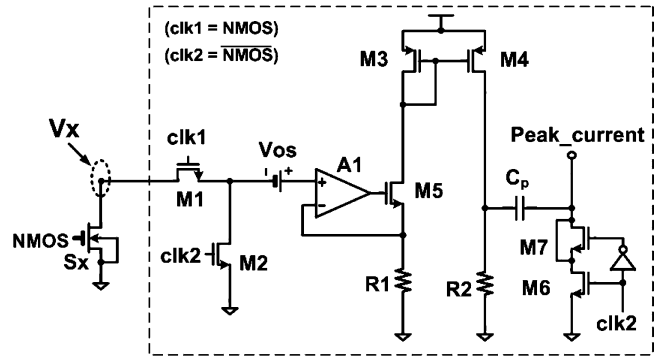 (clk1 = NMOS)
(clk2 = NMOS)
M3
M4
Vx
clk1
Vos
A1
Peak_current
- +
+
-
M1
M5
Cp
NMOS
Sx
clk2
M2
M7
R1
R2
M6
clk2